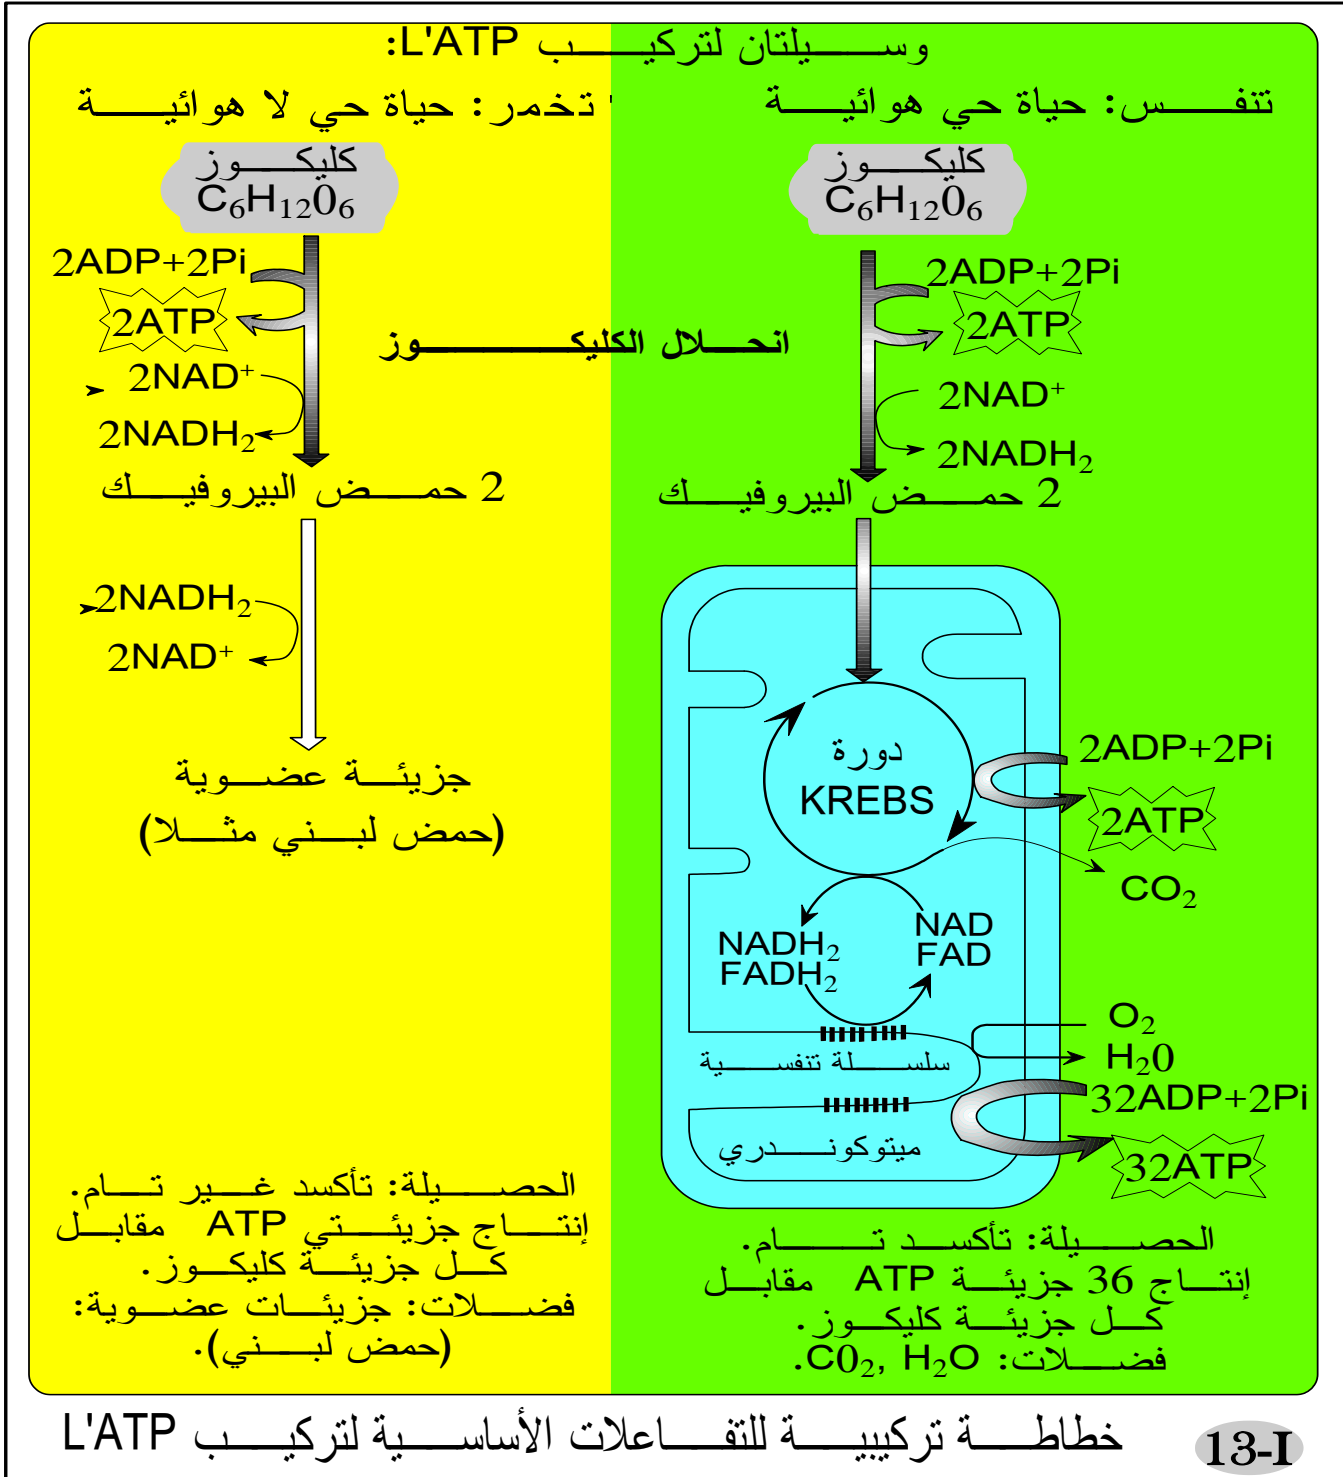 وسيلتان لتركيب L'ATP:
تنفس: حياة حي هوائية
تخمر: حياة حي لا هوائية
كليكوز
C₆H₁₂0₆
2ADP+2Pi
2ATP
2NAD⁺
2NADH₂
2 حمض البيروفيك
انحلال الكليكوز
دورة
KREBS
2ADP+2Pi
2ATP
CO₂
NADH₂
FADH₂
NAD
FAD
O₂
H₂0
سلسلة تنفسية
32ADP+2Pi
32ATP
ميتوكوندري
الحصيلة: تأكسد تام.
إنتاج 36 جزيئة ATP مقابل
كل جزيئة كليكوز.
فضلات: C0₂, H₂O.
كليكوز
C₆H₁₂0₆
2ADP+2Pi
2ATP
2NAD⁺
2NADH₂
2 حمض البيروفيك
2NADH₂
2NAD⁺
جزيئة عضوية
(حمض لبني مثلا)
الحصيلة: تأكسد غير تام.
إنتاج جزيئتي ATP مقابل
كل جزيئة كليكوز.
فضلات: جزيئات عضوية:
(حمض لبني).
13-I
خطاطة تركيبية للتفاعلات الأساسية لتركيب L'ATP